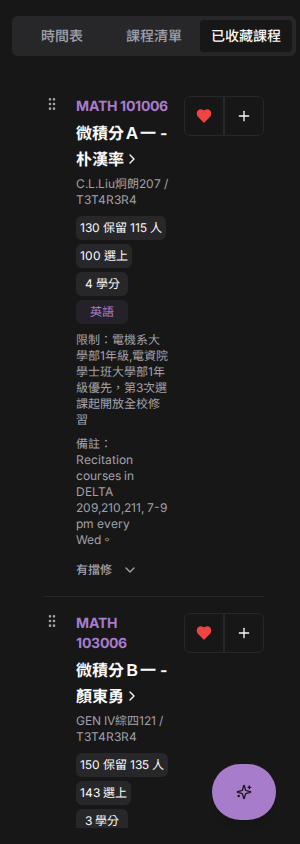 時間表 課程清單 已收藏課程
MATH 101006
微積分A一 -
朴漢率
C.L.Liu炯朗207 /
T3T4R3R4
130 保留 115 人
100 選上
4 學分
英語
限制：電機系大
學部1年級,電資院
學士班大學部1年
級優先，第3次選
課起開放全校修
習
備註：
Recitation
courses in
DELTA
209,210,211, 7-9
pm every
Wed。
有擋修
MATH
103006
微積分B一 -
顏東勇
GEN IV綜四121 /
T3T4R3R4
150 保留 135 人
143 選上
3 學分